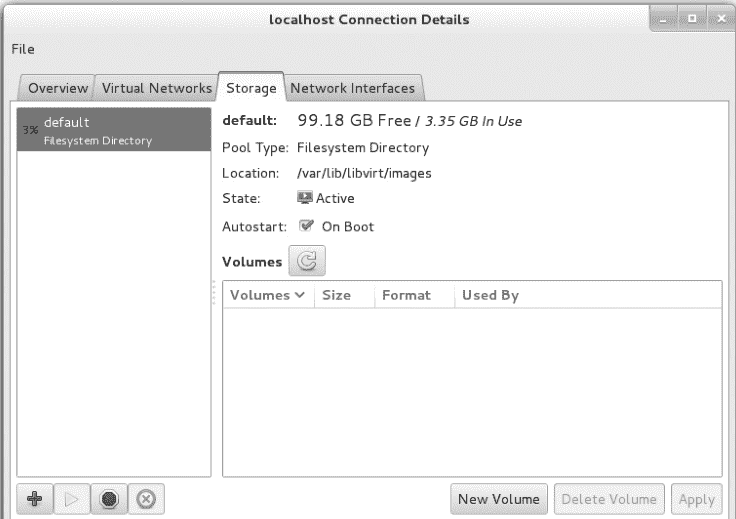 localhost Connection Details
File
Overview Virtual Networks Storage Network Interfaces
3% default
Filesystem Directory
default: 99.18 GB Free / 3.35 GB In Use
Pool Type: Filesystem Directory
Location: /var/lib/libvirt/images
State: Active
Autostart: On Boot
Volumes
Volumes Size Format Used By
New Volume Delete Volume Apply